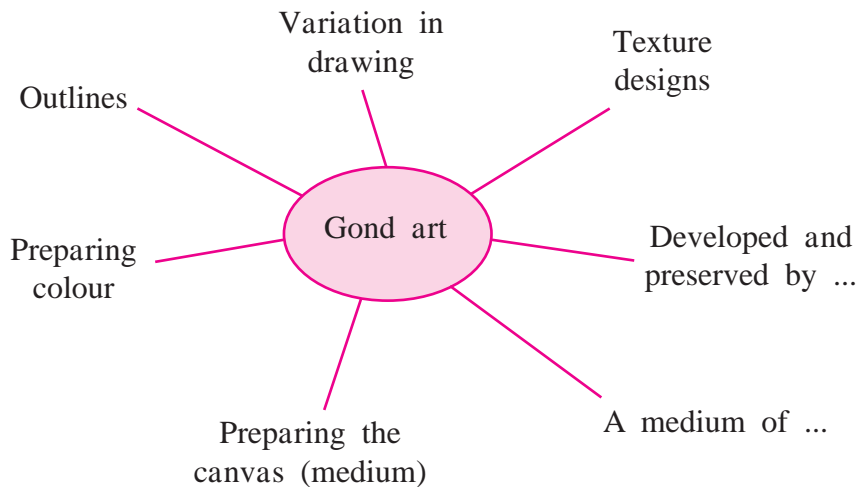 Variation in
drawing
Texture
designs
Outlines
Gond art
Developed and
preserved by ...
Preparing
colour
A medium of ...
Preparing the
canvas (medium)